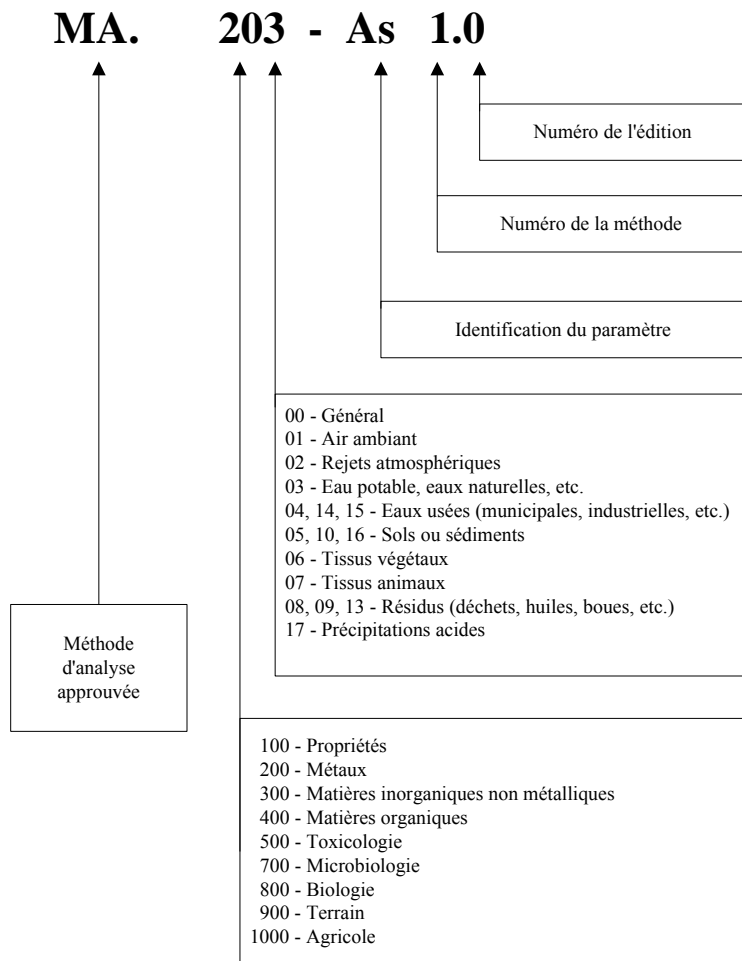 MA. 203 - As 1.0
Numéro de l'édition
Numéro de la méthode
Identification du paramètre
00 - Général
01 - Air ambiant
02 - Rejets atmosphériques
03 - Eau potable, eaux naturelles, etc.
04, 14, 15 - Eaux usées (municipales, industrielles, etc.)
05, 10, 16 - Sols ou sédiments
06 - Tissus végétaux
07 - Tissus animaux
08, 09, 13 - Résidus (déchets, huiles, boues, etc.)
17 - Précipitations acides
Méthode
d'analyse
approuvée
100 - Propriétés
200 - Métaux
300 - Matières inorganiques non métalliques
400 - Matières organiques
500 - Toxicologie
700 - Microbiologie
800 - Biologie
900 - Terrain
1000 - Agricole